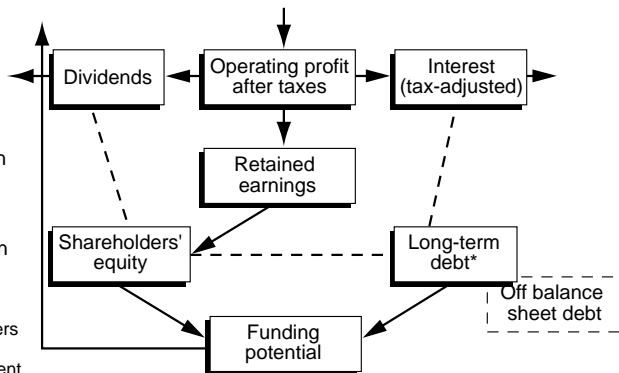 Dividends
Operating profit
after taxes
Interest
(tax-adjusted)
Retained
earnings
Shareholders'
equity
Long-term
debt*
Off balance
sheet debt
Funding
potential